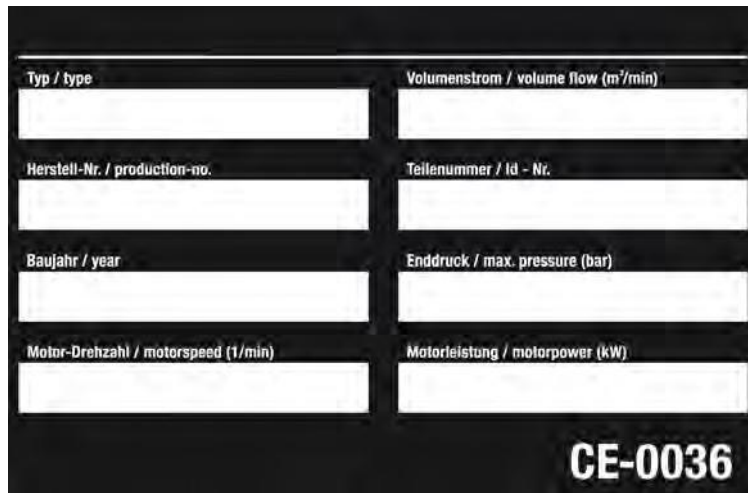 Typ / type
Volumenstrom / volume flow (m³/min)
Herstell-Nr. / production-no.
Teilenummer / Id - Nr.
Baujahr / year
Enddruck / max. pressure (bar)
Motor-Drehzahl / motorspeed (1/min)
Motorleistung / motorpower (kW)
CE-0036